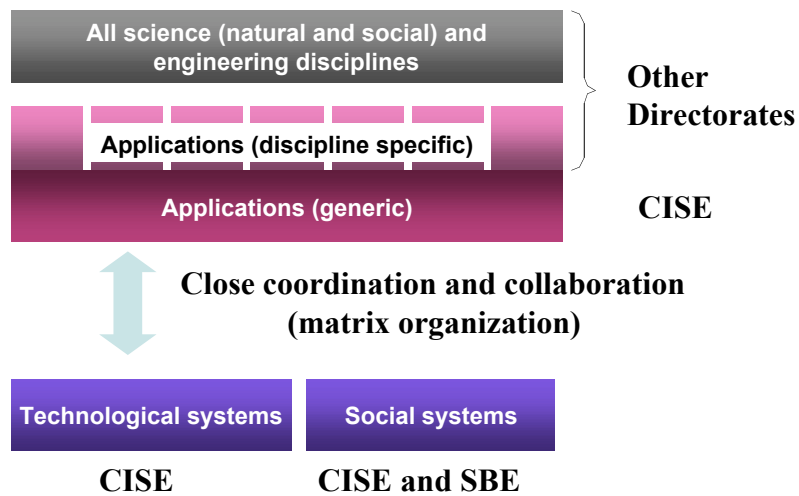 All science (natural and social) and
engineering disciplines
Other
Directorates
Applications (discipline specific)
Applications (generic)
CISE
Close coordination and collaboration
(matrix organization)
Technological systems
Social systems
CISE
CISE and SBE